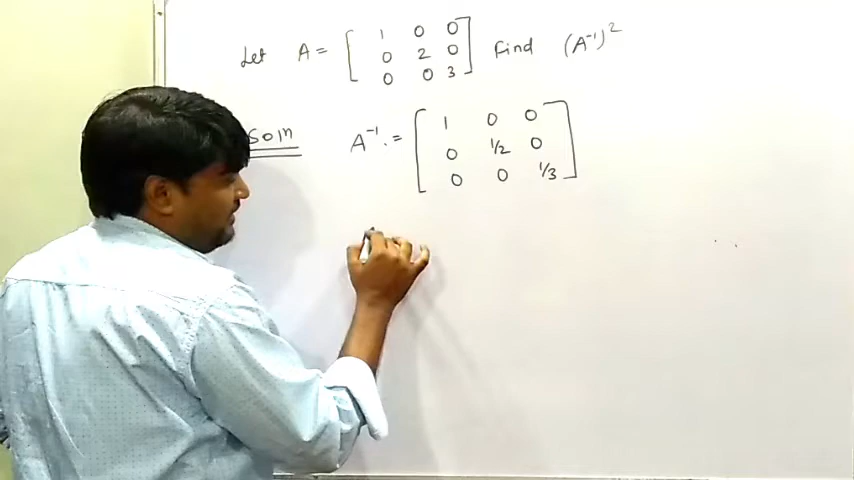 Let A = [ 1 0 0 Find (A⁻¹)²
0 2 0
0 0 3 ]
Soln A⁻¹. = [ 1 0 0
0 1/2 0
0 0 1/3 ]